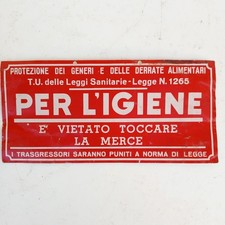 PROTEZIONE DEI GENERI E DELLE DERRATE ALIMENTARI
T.U. delle Leggi Sanitarie - Legge N. 1265
PER L'IGIENE
E' VIETATO TOCCARE
LA MERCE
I TRASGRESSORI SARANNO PUNITI A NORMA DI LEGGE